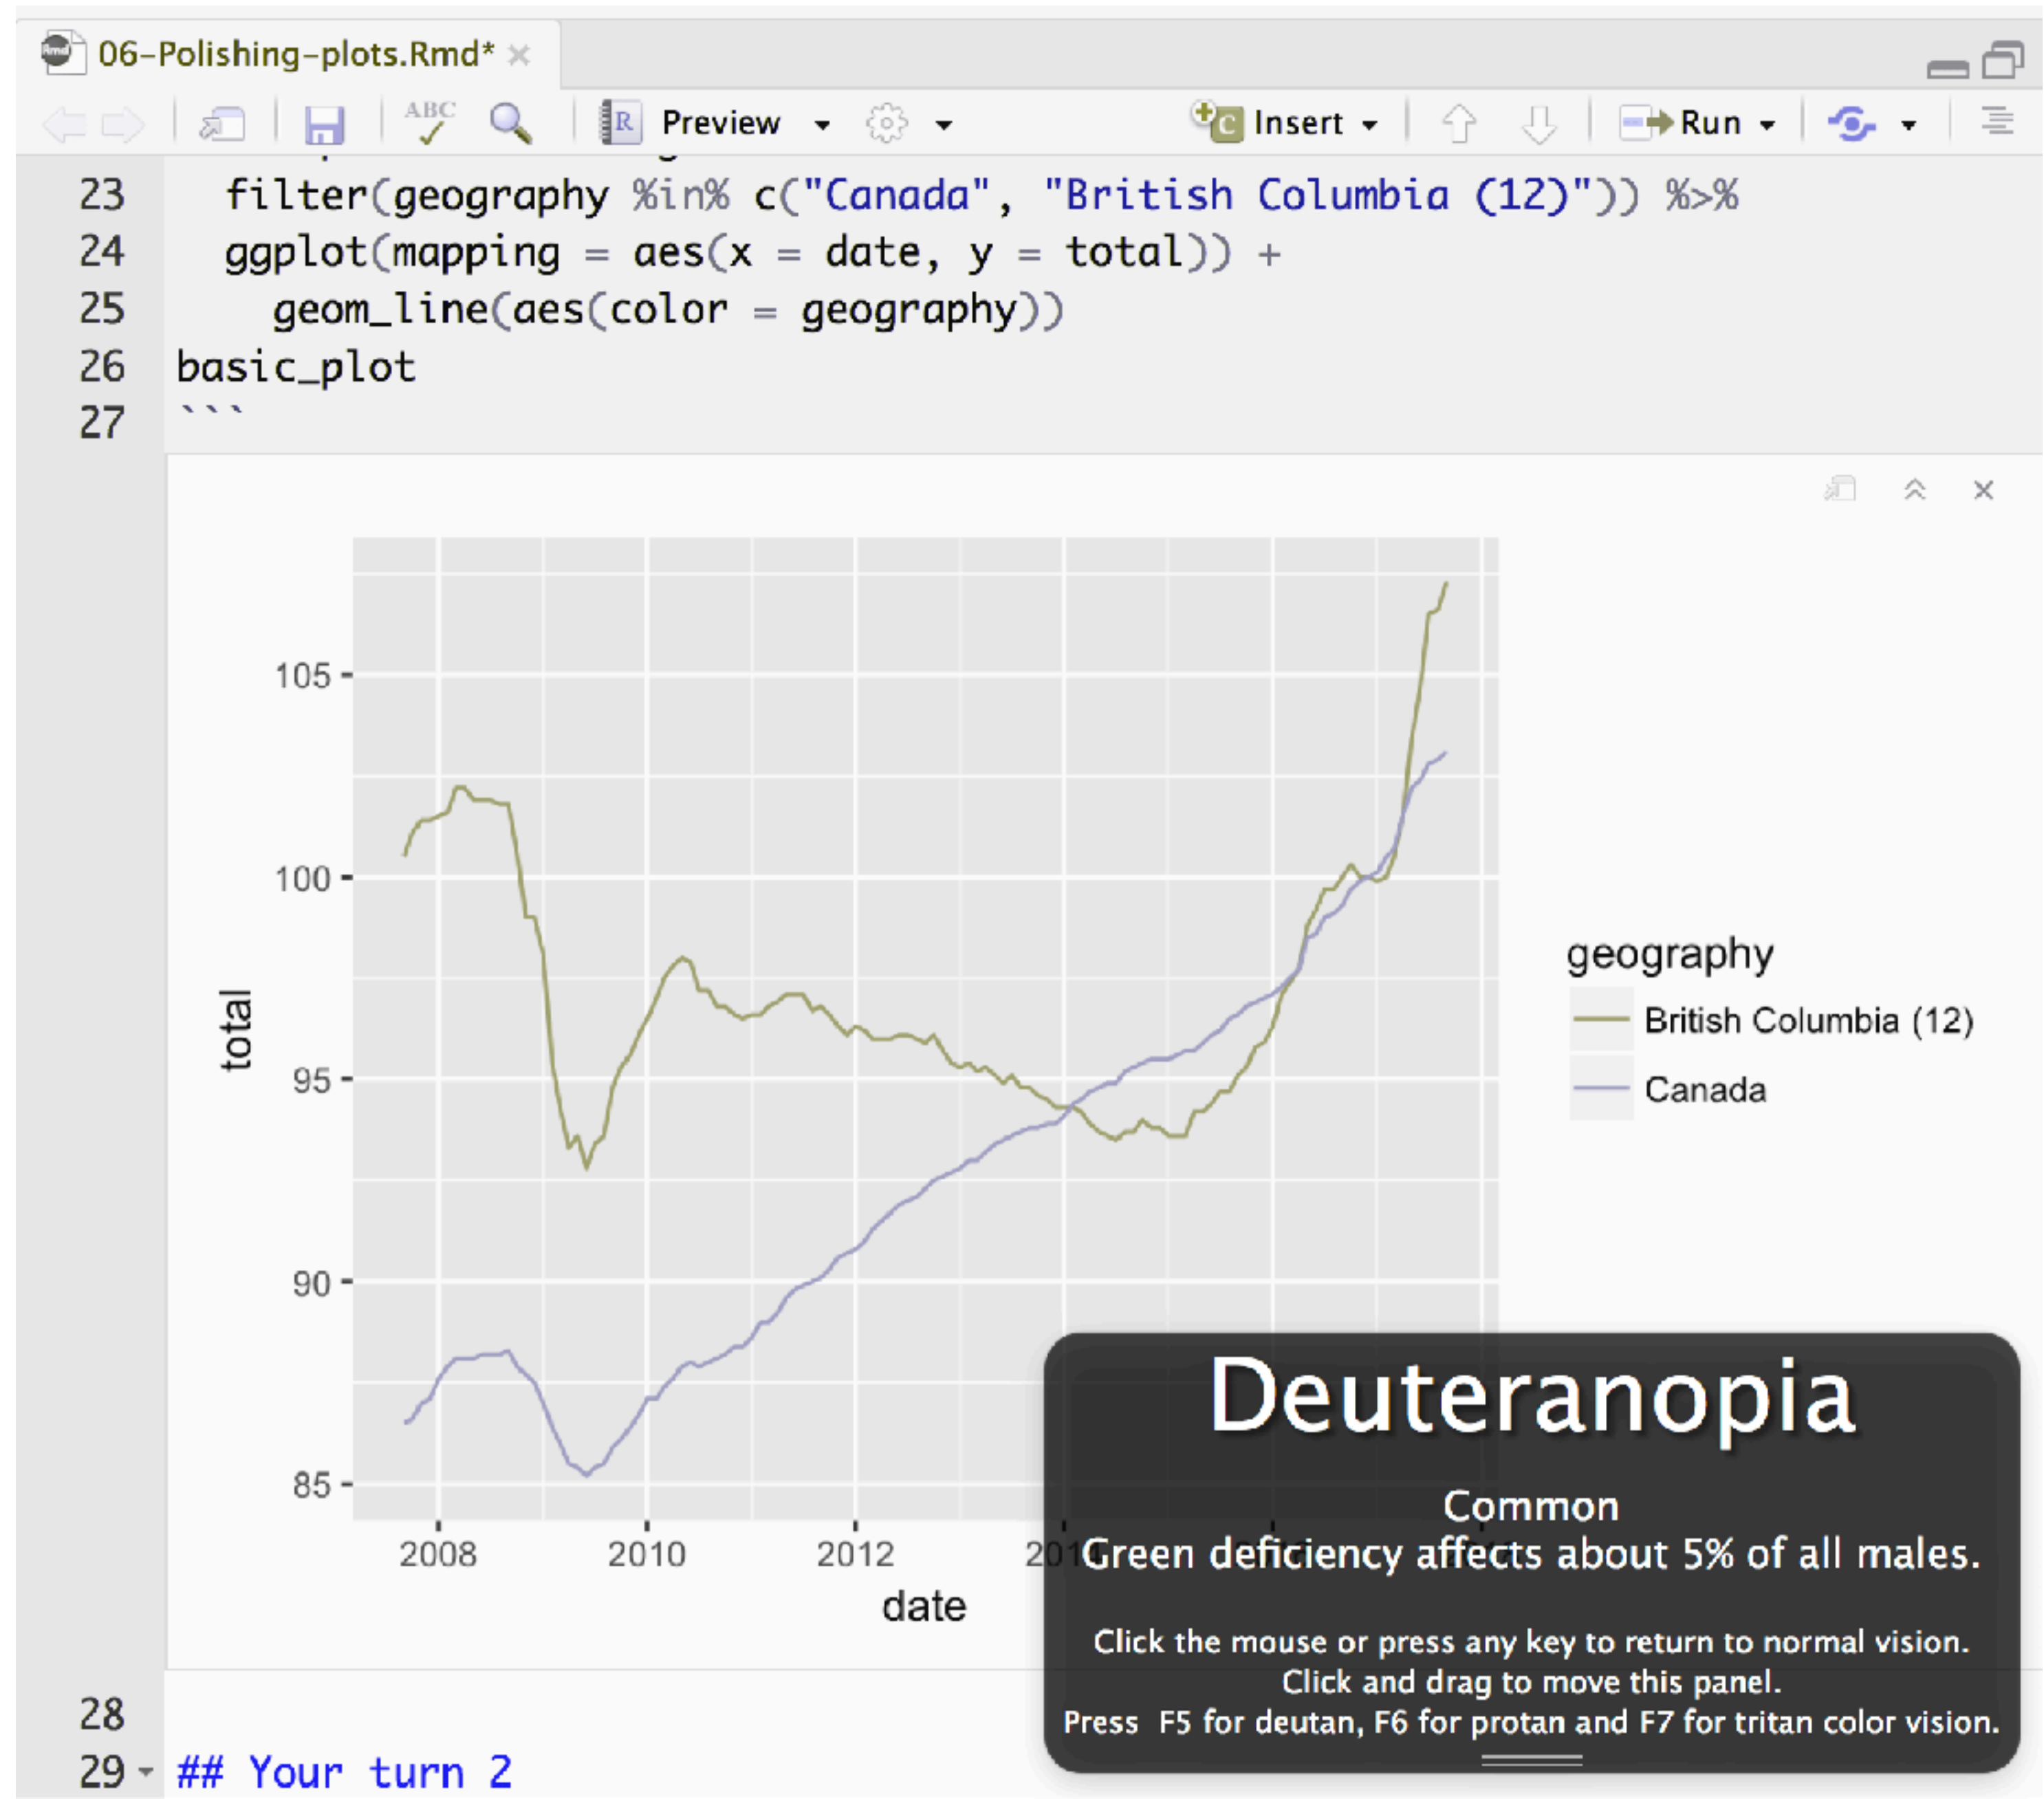 06-Polishing-plots.Rmd*
ABC Preview Insert Run
23 filter(geography %in% c("Canada", "British Columbia (12)")) %>%
24 ggplot(mapping = aes(x = date, y = total)) +
25 geom_line(aes(color = geography))
26 basic_plot
27 ```
105
100
95
90
85
total
2008 2010 2012 2014
date
geography
British Columbia (12)
Canada
Deuteranopia
Common
Green deficiency affects about 5% of all males.
Click the mouse or press any key to return to normal vision.
Click and drag to move this panel.
Press F5 for deutan, F6 for protan and F7 for tritan color vision.
28
29 ## Your turn 2